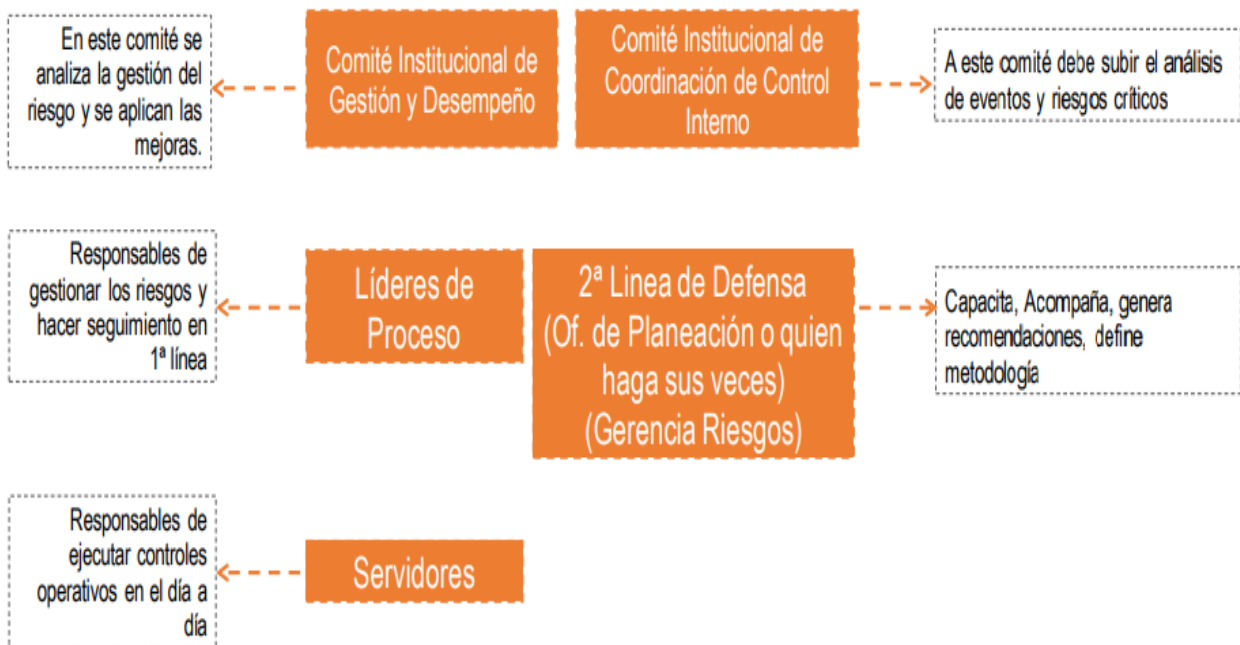 En este comité se
analiza la gestión del
riesgo y se aplican las
mejoras.
Comité Institucional de
Gestión y Desempeño
Comité Institucional de
Coordinación de Control
Interno
A este comité debe subir el análisis
de eventos y riesgos críticos
Responsables de
gestionar los riesgos y
hacer seguimiento en
1ª línea
Líderes de
Proceso
2ª Linea de Defensa
(Of. de Planeación o quien
haga sus veces)
(Gerencia Riesgos)
Capacita, Acompaña, genera
recomendaciones, define
metodología
Responsables de
ejecutar controles
operativos en el día a
día
Servidores